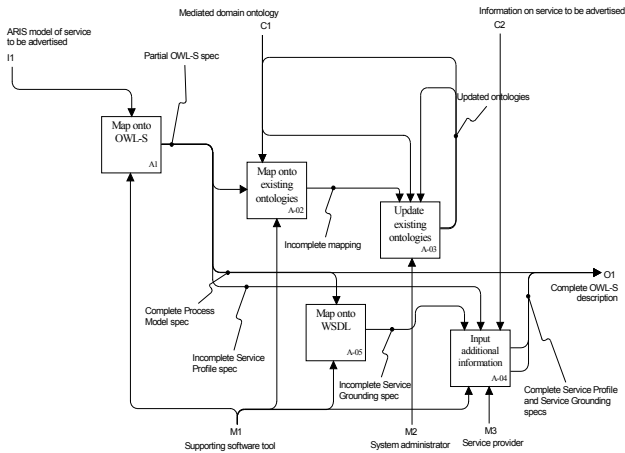 Mediated domain ontology
C1
Information on service to be advertised
C2
ARIS model of service
to be advertised
I1
Partial OWL-S spec
Updated ontologies
Map onto
OWL-S
A1
Map onto
existing
ontologies
A-02
Update
existing
ontologies
A-03
Incomplete mapping
O1
Complete OWL-S
description
Complete Process
Model spec
Map onto
WSDL
A-05
Input
additional
information
A-04
Incomplete Service
Profile spec
Incomplete Service
Grounding spec
Complete Service Profile
and Service Grounding
specs
M1
Supporting software tool
M2
System administrator
M3
Service provider